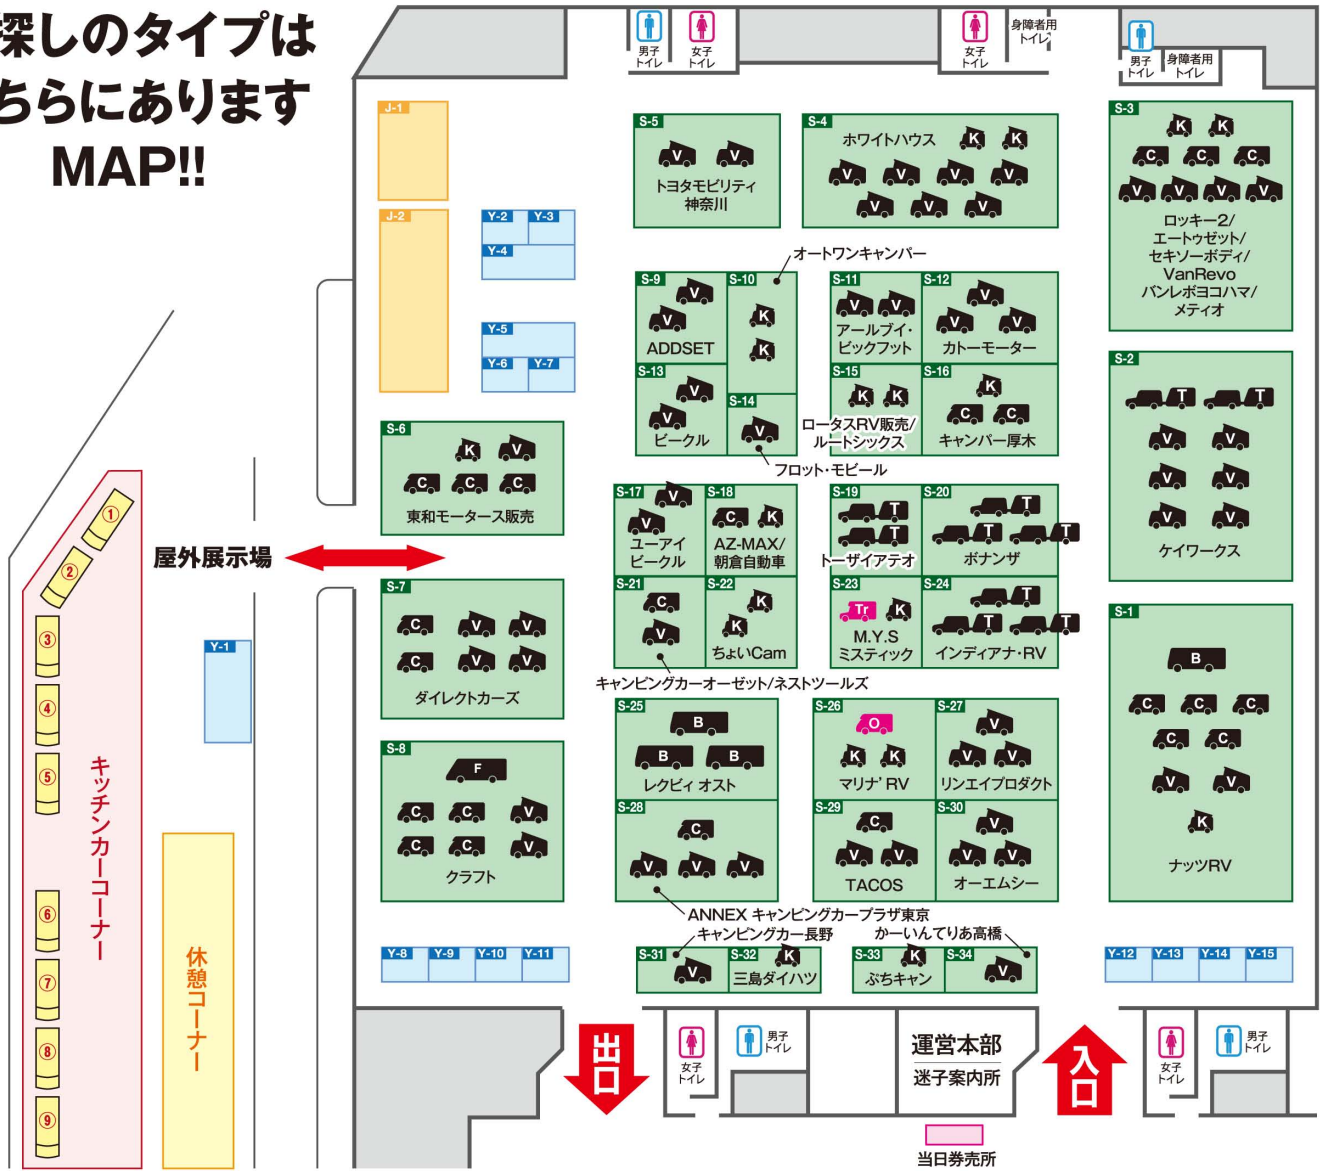 探しのタイプは
ちらにあります
MAP!!
男子
トイレ
女子
トイレ
女子
トイレ
身障者用
トイレ
男子
トイレ
身障者用
トイレ
J-1
J-2
Y-2
Y-3
Y-4
Y-5
Y-6
Y-7
S-5
V V
トヨタモビリティ
神奈川
S-4
ホワイトハウス
K K
V V V V
V V V
S-3
K K
C C C
V V V V
ロッキー2/
エートゥゼット/
セキソーボディ/
VanRevo
バンレボヨコハマ/
メティオ
オートワンキャンパー
S-9
V
V
ADDSET
S-10
K
K
S-11
V V
アールブイ・
ビックフット
S-12
V
V V
カトーモーター
S-13
V
V
ビークル
S-14
V
フロット・モビール
S-15
K K
ロータスRV販売/
ルートシックス
S-16
K
C C
キャンパー厚木
S-2
T T
V V
V V
V V
ケイワークス
S-6
K V
C C C
東和モータース販売
屋外展示場
S-17
V
V
ユーアイ
ビークル
S-18
C K
AZ-MAX/
朝倉自動車
S-19
T
T
トーザイアテオ
S-20
T
T T
ボナンザ
S-7
C V V
C V V
ダイレクトカーズ
S-21
C
V
キャンピングカーオーゼット/ネストツールズ
S-22
K
K
ちょいCam
S-23
Tr K
M.Y.S
ミスティック
S-24
T
T T
インディアナ・RV
S-1
B
C C C
C C
V V
K
ナッツRV
S-8
F
C C V
C C V
クラフト
S-25
B
B B
レクビィ オスト
S-26
O
K K
マリナ'RV
S-27
V
V V
リンエイプロダクト
S-28
C
V V V
ANNEX キャンピングカープラザ東京
S-29
C
V V
TACOS
S-30
V
V V
オーエムシー
キャンピングカー長野
かーいんてりあ高橋
S-31
V
S-32
K
三島ダイハツ
S-33
K
ぷちキャン
S-34
V
Y-8
Y-9
Y-10
Y-11
Y-12
Y-13
Y-14
Y-15
Y-1
①
②
③
④
⑤
⑥
⑦
⑧
⑨
キッチンカーコーナー
休憩コーナー
出口
女子
トイレ
男子
トイレ
運営本部
迷子案内所
入口
女子
トイレ
男子
トイレ
当日券売所